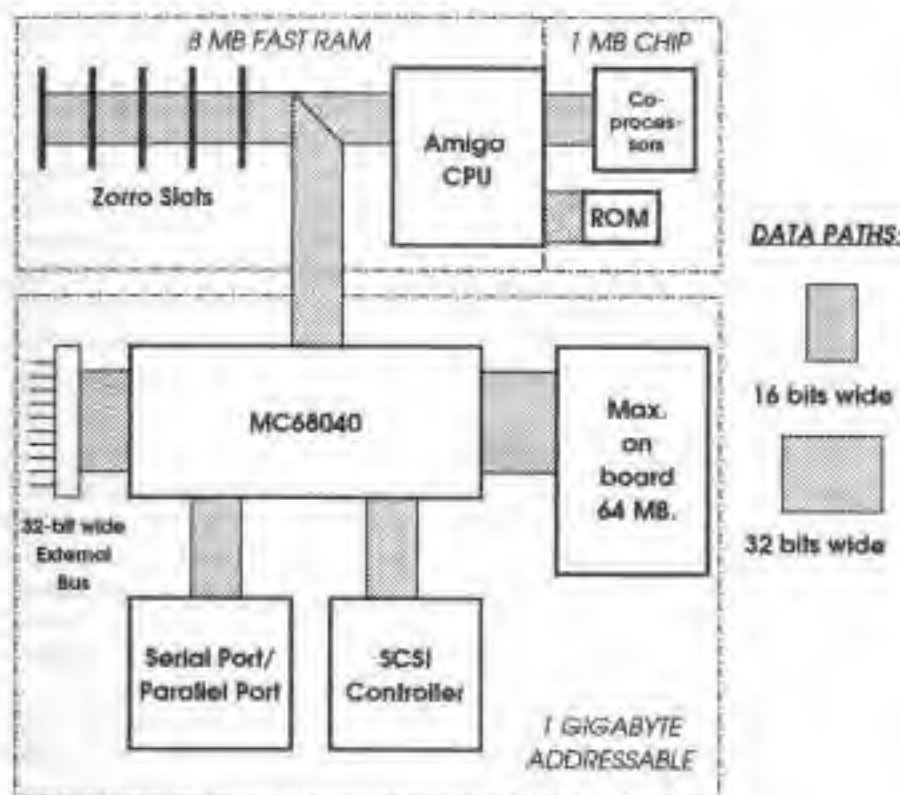 8 MB FAST RAM
1 MB CHIP
Co-
proces-
sors
Amiga
CPU
Zorro Slots
ROM
DATA PATHS:
16 bits wide
32 bits wide
MC68040
Max.
on
board
64 MB.
32-bit wide
External
Bus
Serial Port/
Parallel Port
SCSI
Controller
1 GIGABYTE
ADDRESSABLE